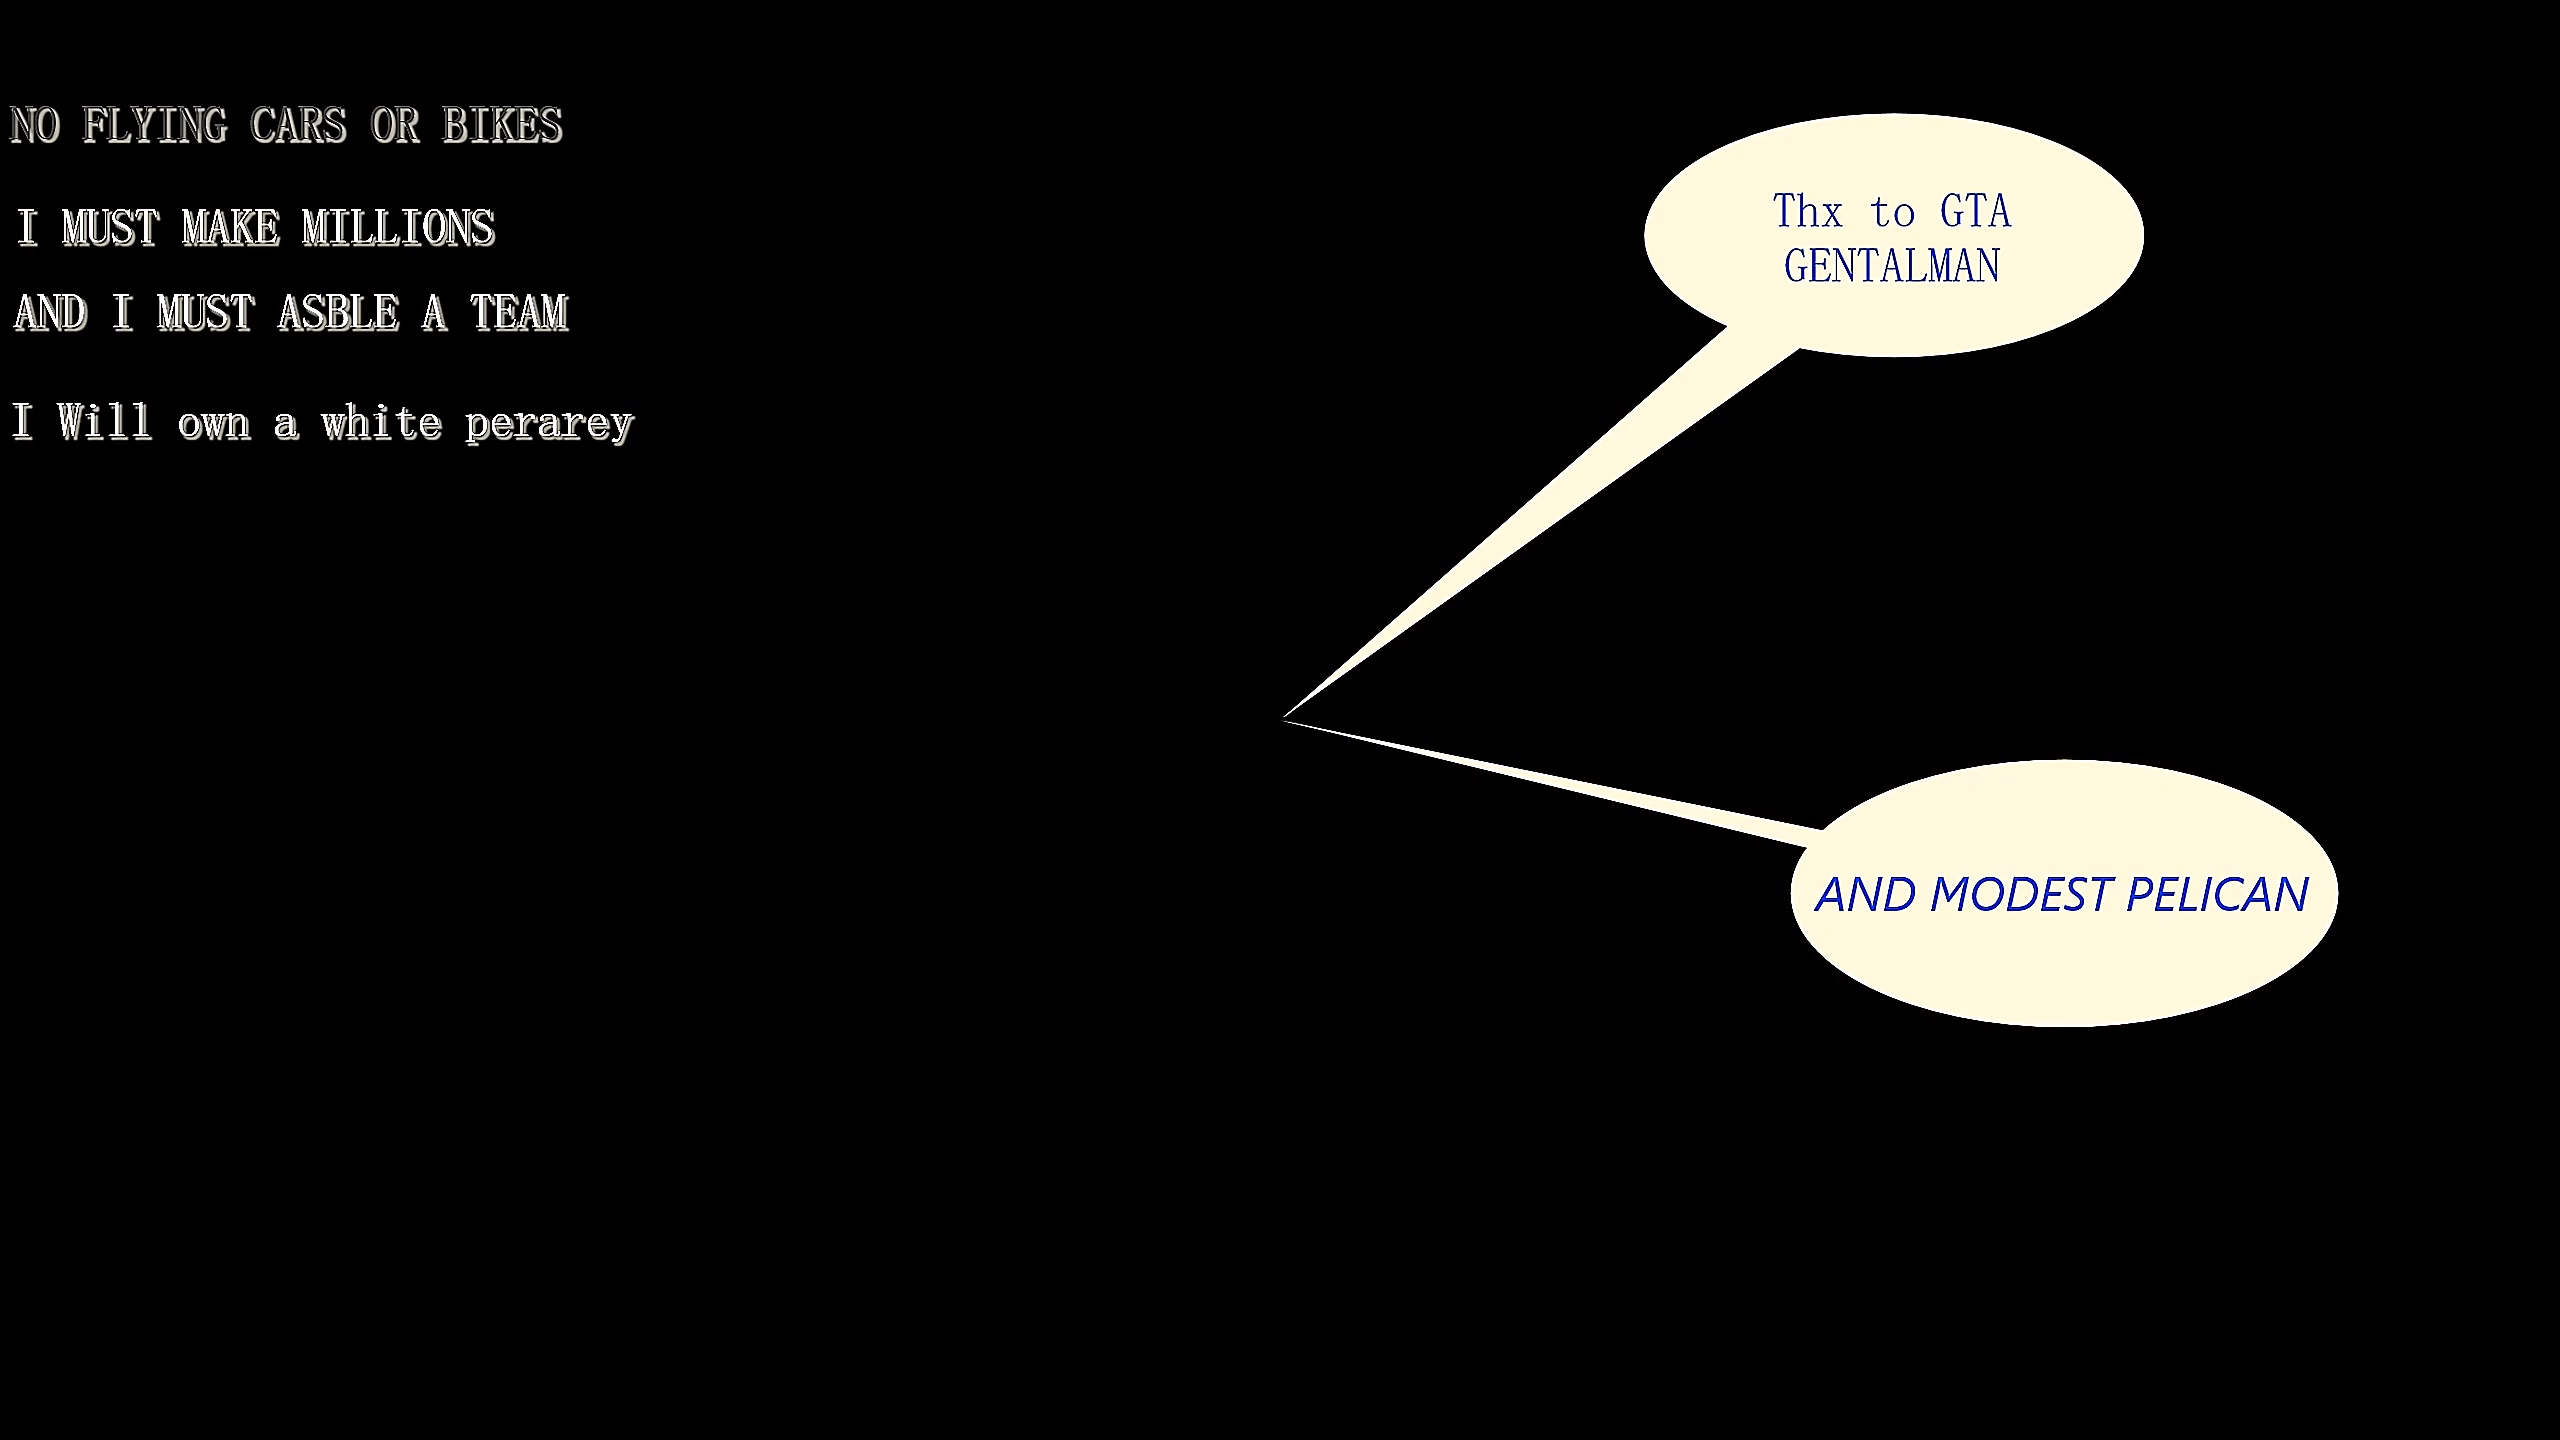 NO FLYING CARS OR BIKES
I MUST MAKE MILLIONS
AND I MUST ASBLE A TEAM
I Will own a white perarey
Thx to GTA
GENTALMAN
AND MODEST PELICAN